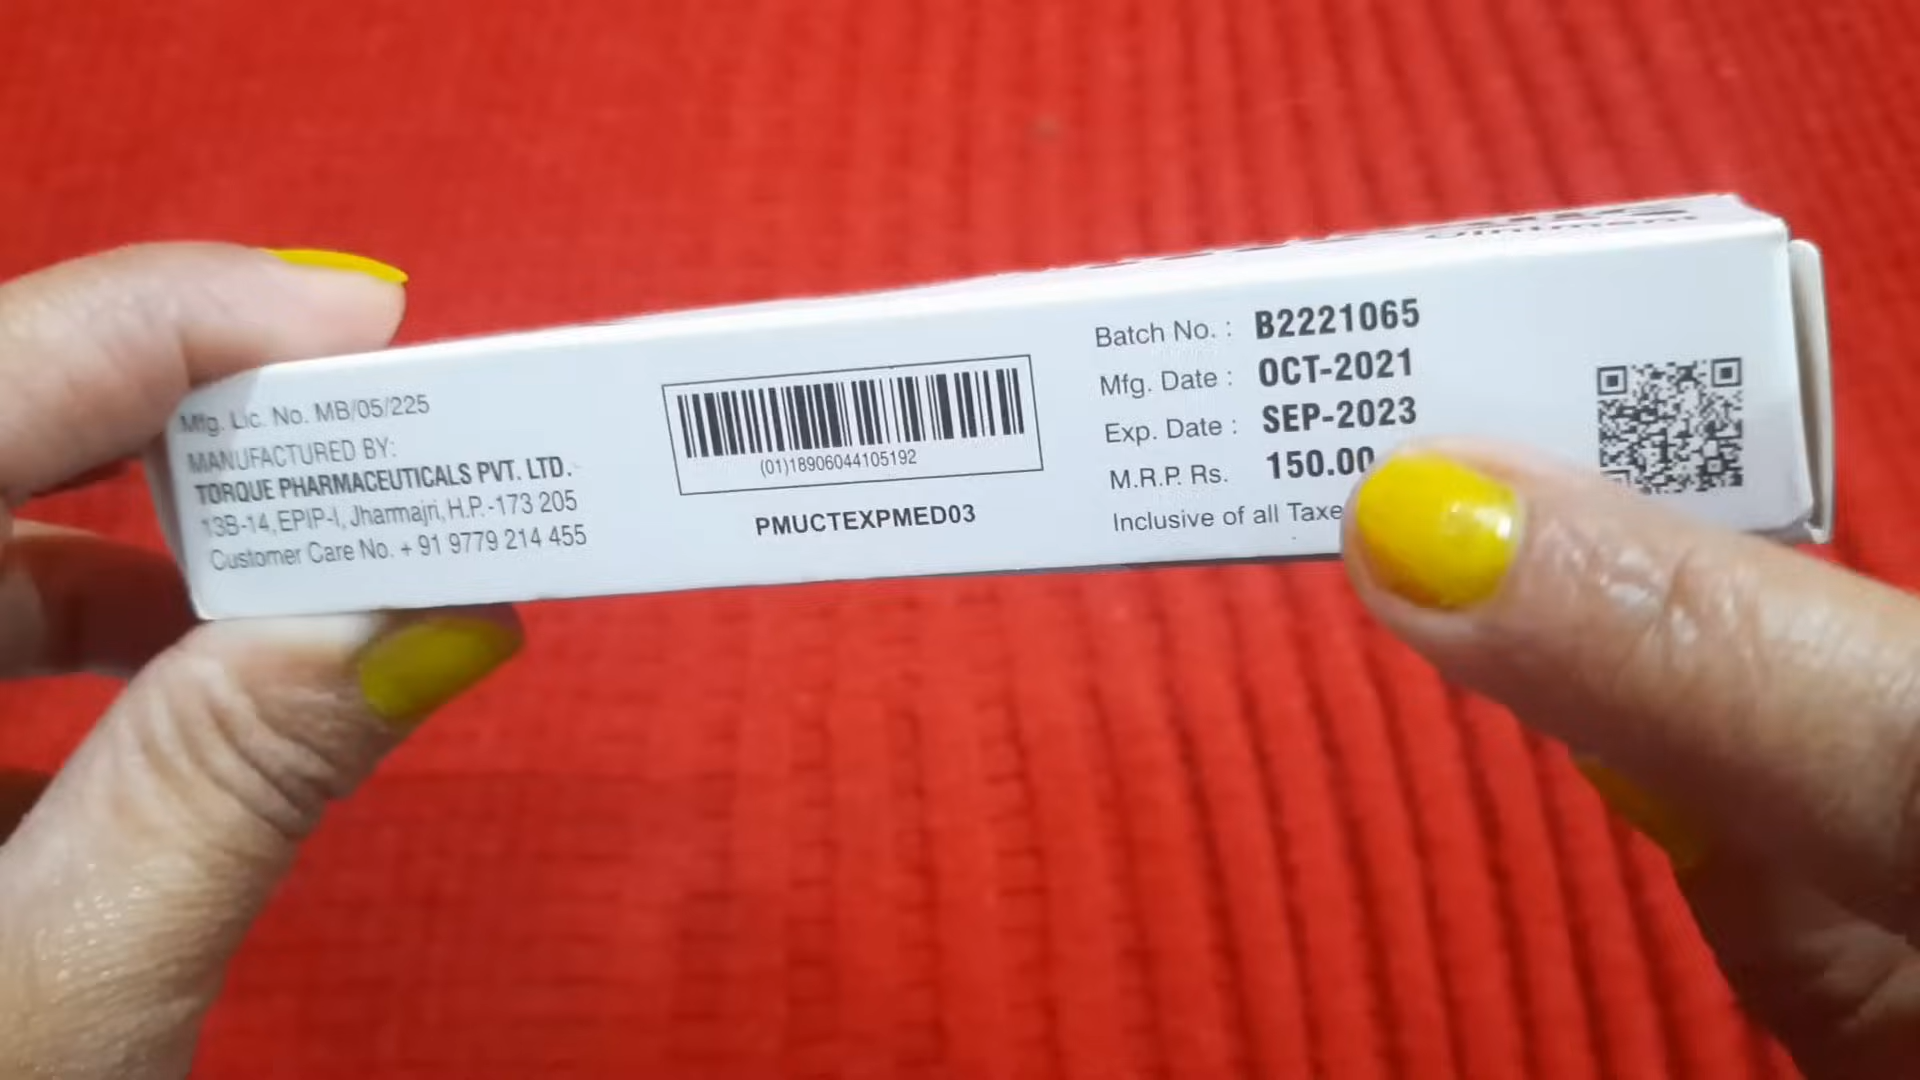 Mfg. Lic. No. MB/05/225
MANUFACTURED BY:
TORQUE PHARMACEUTICALS PVT. LTD.
13B-14, EPIP-I, Jharmajri, H.P.-173 205
Customer Care No. + 91 9779 214 455
(01)18906044105192
PMUCTEXPMED03
Batch No. : B2221065
Mfg. Date : OCT-2021
Exp. Date : SEP-2023
M.R.P. Rs. 150.00
Inclusive of all Taxe
Ointment